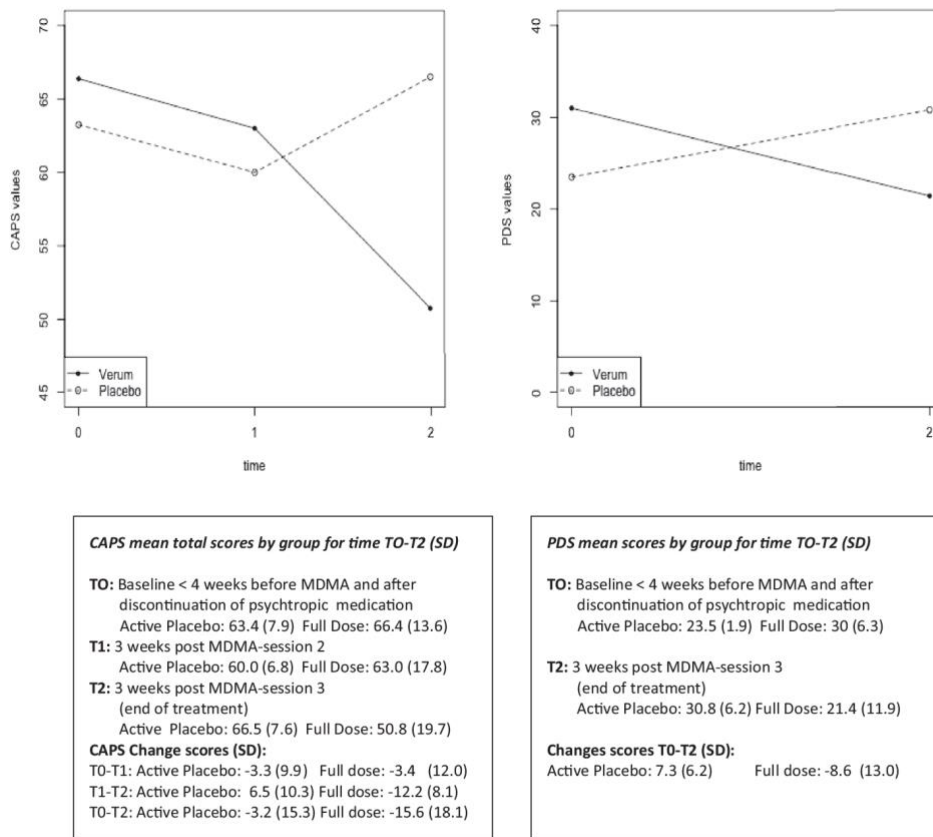 CAPS values
70
65
60
55
50
45
Verum
Placebo
0 1 2
time
PDS values
40
30
20
10
0
Verum
Placebo
0 2
time
CAPS mean total scores by group for time TO-T2 (SD)
TO: Baseline < 4 weeks before MDMA and after
discontinuation of psychtropic medication
Active Placebo: 63.4 (7.9) Full Dose: 66.4 (13.6)
T1: 3 weeks post MDMA-session 2
Active Placebo: 60.0 (6.8) Full Dose: 63.0 (17.8)
T2: 3 weeks post MDMA-session 3
(end of treatment)
Active Placebo: 66.5 (7.6) Full Dose: 50.8 (19.7)
CAPS Change scores (SD):
T0-T1: Active Placebo: -3.3 (9.9) Full dose: -3.4 (12.0)
T1-T2: Active Placebo: 6.5 (10.3) Full dose: -12.2 (8.1)
T0-T2: Active Placebo: -3.2 (15.3) Full dose: -15.6 (18.1)
PDS mean scores by group for time TO-T2 (SD)
TO: Baseline < 4 weeks before MDMA and after
discontinuation of psychtropic medication
Active Placebo: 23.5 (1.9) Full Dose: 30 (6.3)
T2: 3 weeks post MDMA-session 3
(end of treatment)
Active Placebo: 30.8 (6.2) Full Dose: 21.4 (11.9)
Changes scores T0-T2 (SD):
Active Placebo: 7.3 (6.2) Full dose: -8.6 (13.0)